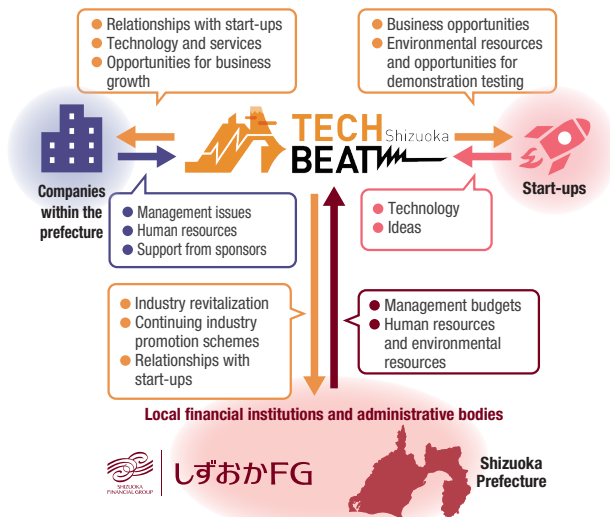 Relationships with start-ups
Technology and services
Opportunities for business
growth
Business opportunities
Environmental resources
and opportunities for
demonstration testing
TECH
BEAT
Shizuoka
Companies
within the
prefecture
Start-ups
Management issues
Human resources
Support from sponsors
Technology
Ideas
Industry revitalization
Continuing industry
promotion schemes
Relationships with
start-ups
Management budgets
Human resources
and environmental
resources
Local financial institutions and administrative bodies
SHIZUOKA
FINANCIAL GROUP
しずおかFG
Shizuoka
Prefecture